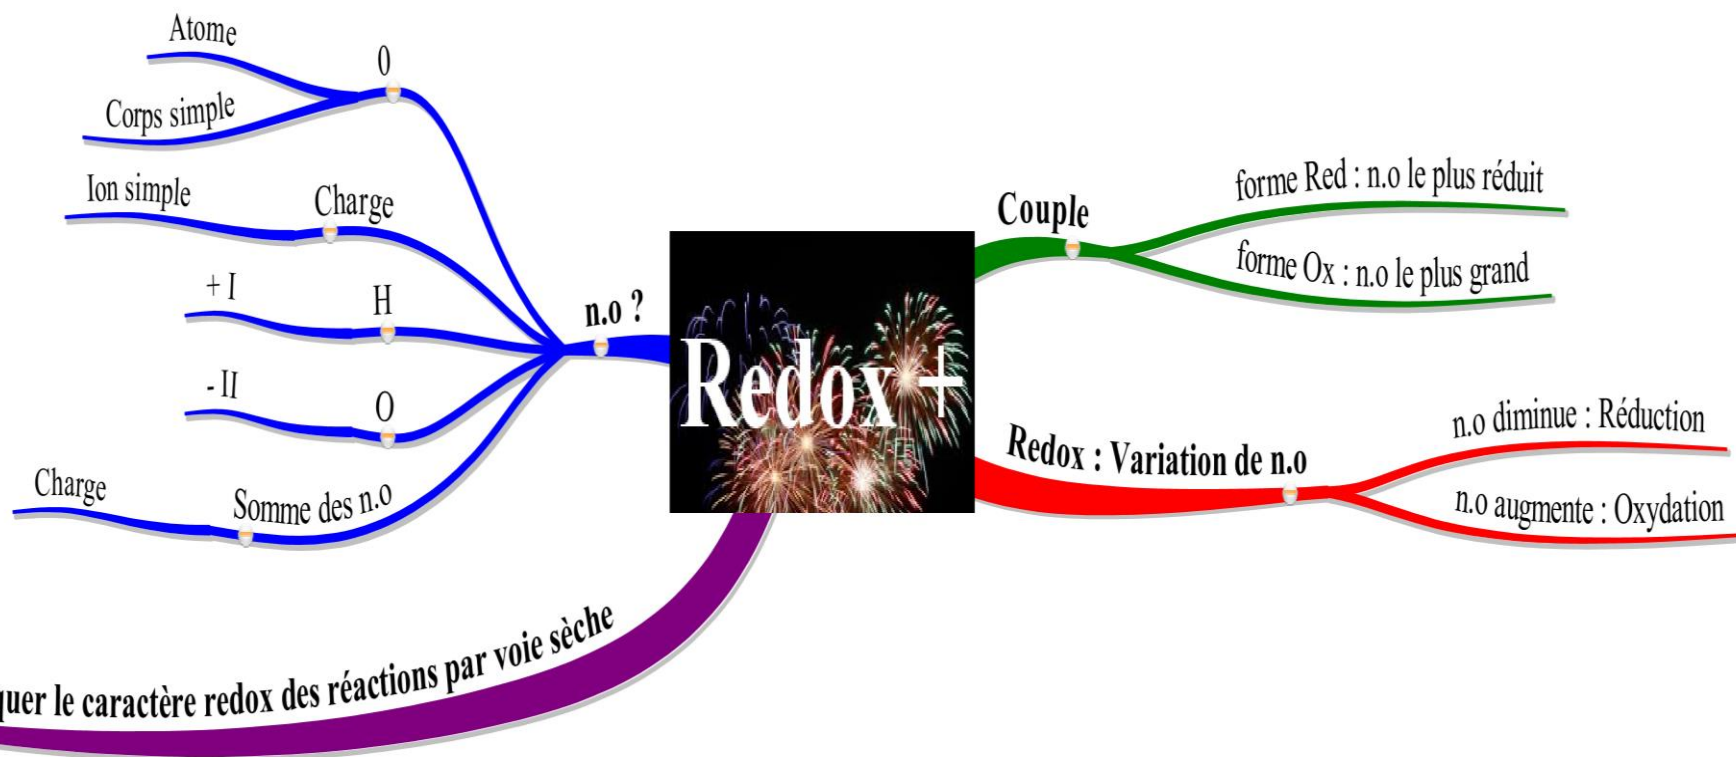 Atome
0
Corps simple
Ion simple
Charge
+ I
H
- II
O
Charge
Somme des n.o
n.o ?
Redox +
Couple
forme Red : n.o le plus réduit
forme Ox : n.o le plus grand
Redox : Variation de n.o
n.o diminue : Réduction
n.o augmente : Oxydation
le caractère redox des réactions par voie sèche